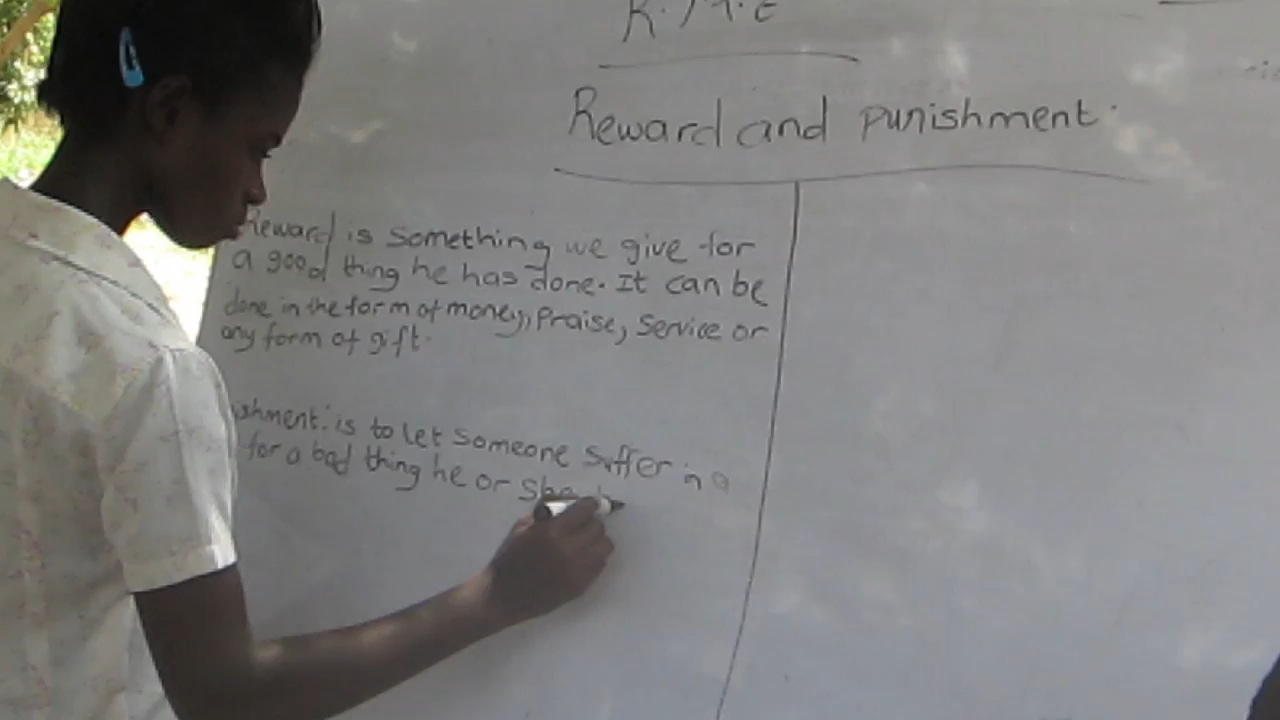 R.M.E
Reward and punishment.
Reward is something we give for
a good thing he has done. It can be
done in the form of money, Praise, Service or
any form of gift.
ishment: is to let someone suffer in a
for a bad thing he or she